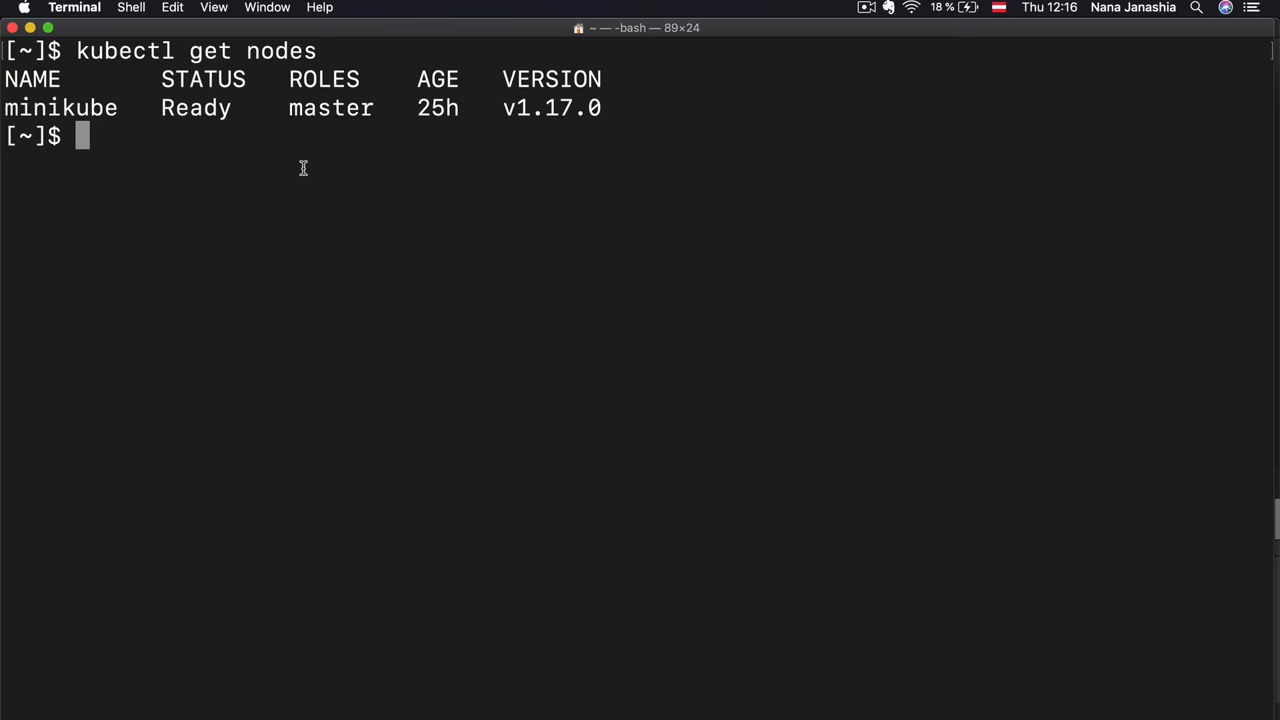 Terminal Shell Edit View Window Help 18 % Thu 12:16 Nana Janashia
~ — -bash — 89×24
[~]$ kubectl get nodes
NAME STATUS ROLES AGE VERSION
minikube Ready master 25h v1.17.0
[~]$